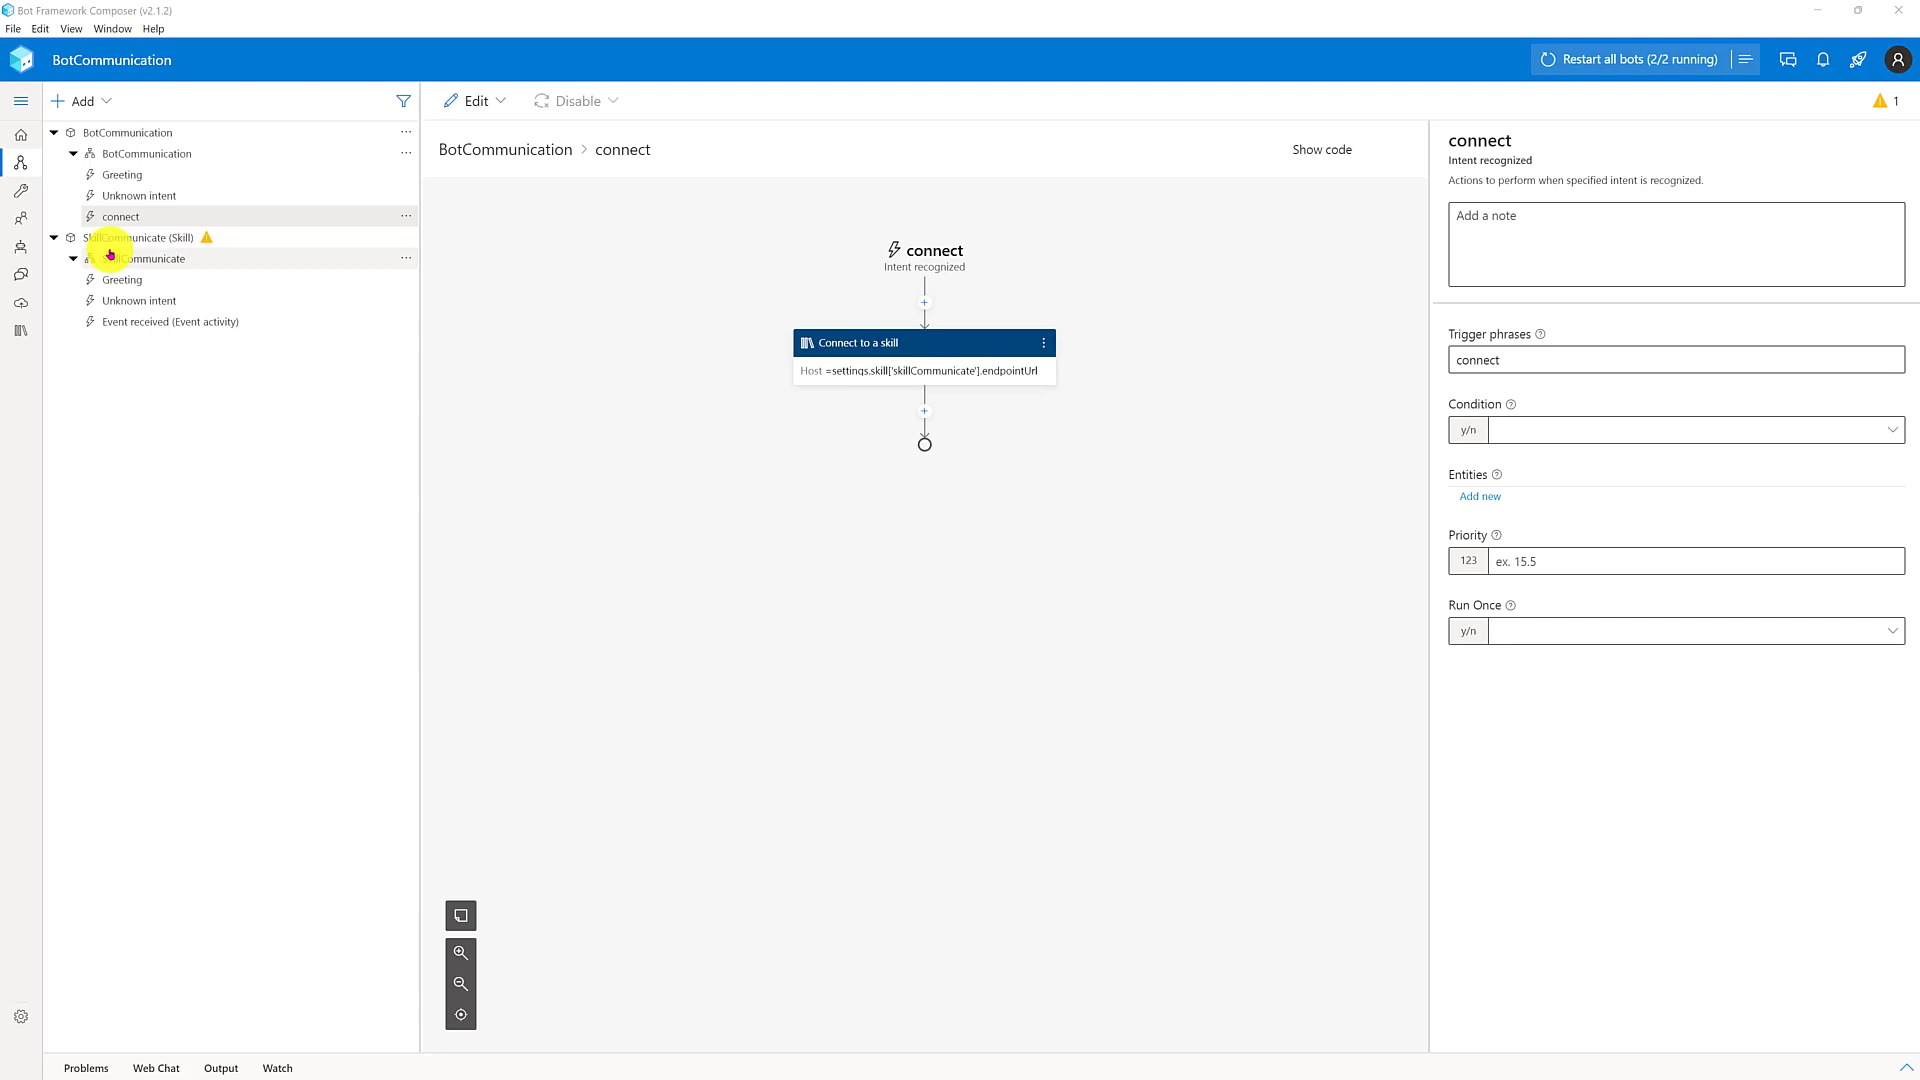 Bot Framework Composer (v2.1.2)
File Edit View Window Help
BotCommunication
Restart all bots (2/2 running)
Add
Edit
Disable
1
BotCommunication
BotCommunication
Greeting
Unknown intent
connect
SkillCommunicate (Skill)
SkillCommunicate
Greeting
Unknown intent
Event received (Event activity)
BotCommunication > connect
Show code
connect
Intent recognized
Connect to a skill
Host =settings.skill['skillCommunicate'].endpointUrl
connect
Intent recognized
Actions to perform when specified intent is recognized.
Add a note
Trigger phrases
connect
Condition
y/n
Entities
Add new
Priority
123 ex. 15.5
Run Once
y/n
Problems Web Chat Output Watch